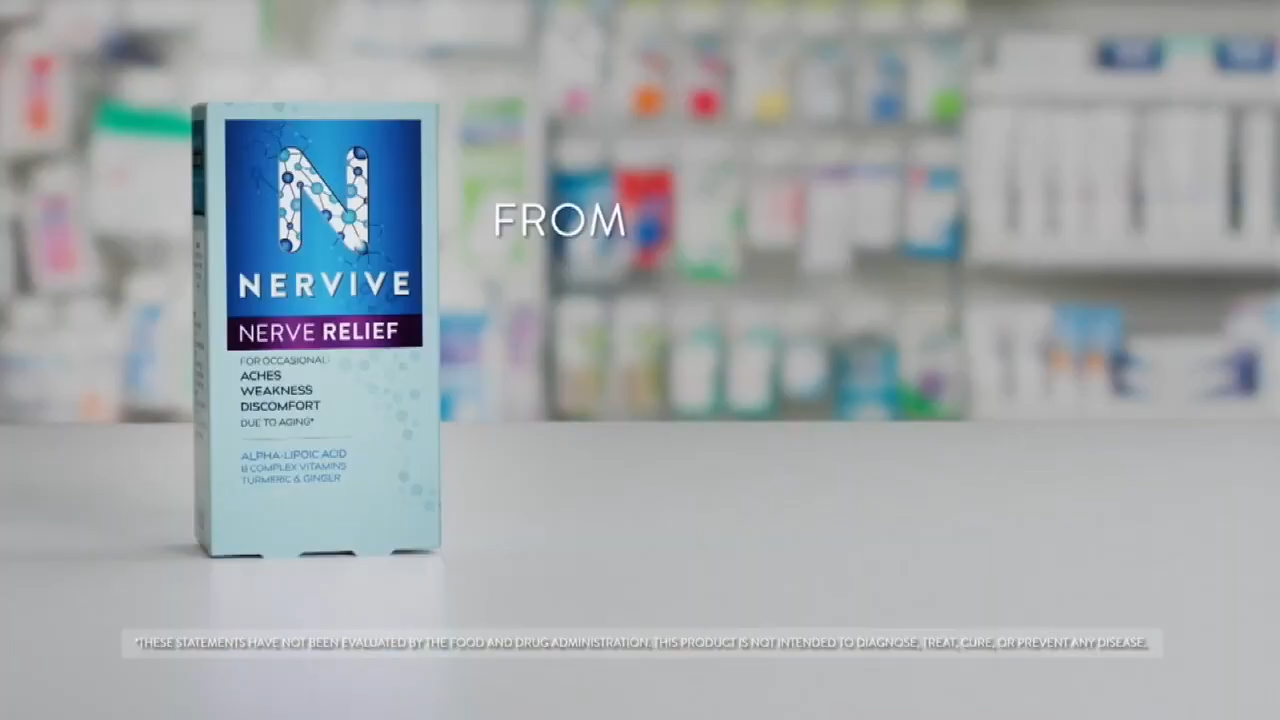 N
NERVIVE
NERVE RELIEF
FOR OCCASIONAL
ACHES
WEAKNESS
DISCOMFORT
DUE TO AGING*
ALPHA-LIPOIC ACID
B COMPLEX VITAMINS
TURMERIC & GINGER
FROM
*THESE STATEMENTS HAVE NOT BEEN EVALUATED BY THE FOOD AND DRUG ADMINISTRATION. THIS PRODUCT IS NOT INTENDED TO DIAGNOSE, TREAT, CURE, OR PREVENT ANY DISEASE.